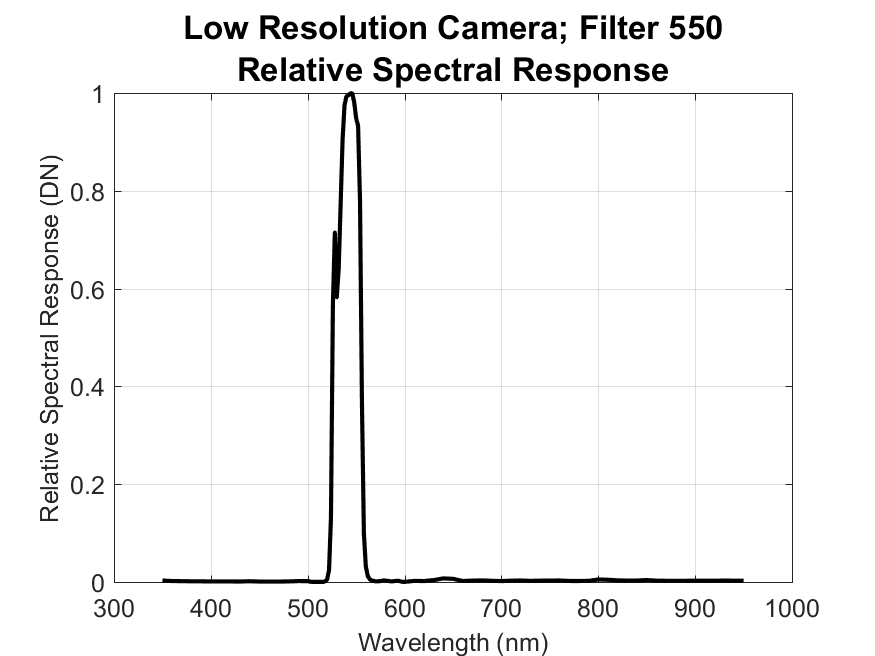 Low Resolution Camera; Filter 550
Relative Spectral Response
Relative Spectral Response (DN)
1
0.8
0.6
0.4
0.2
0
300 400 500 600 700 800 900 1000
Wavelength (nm)